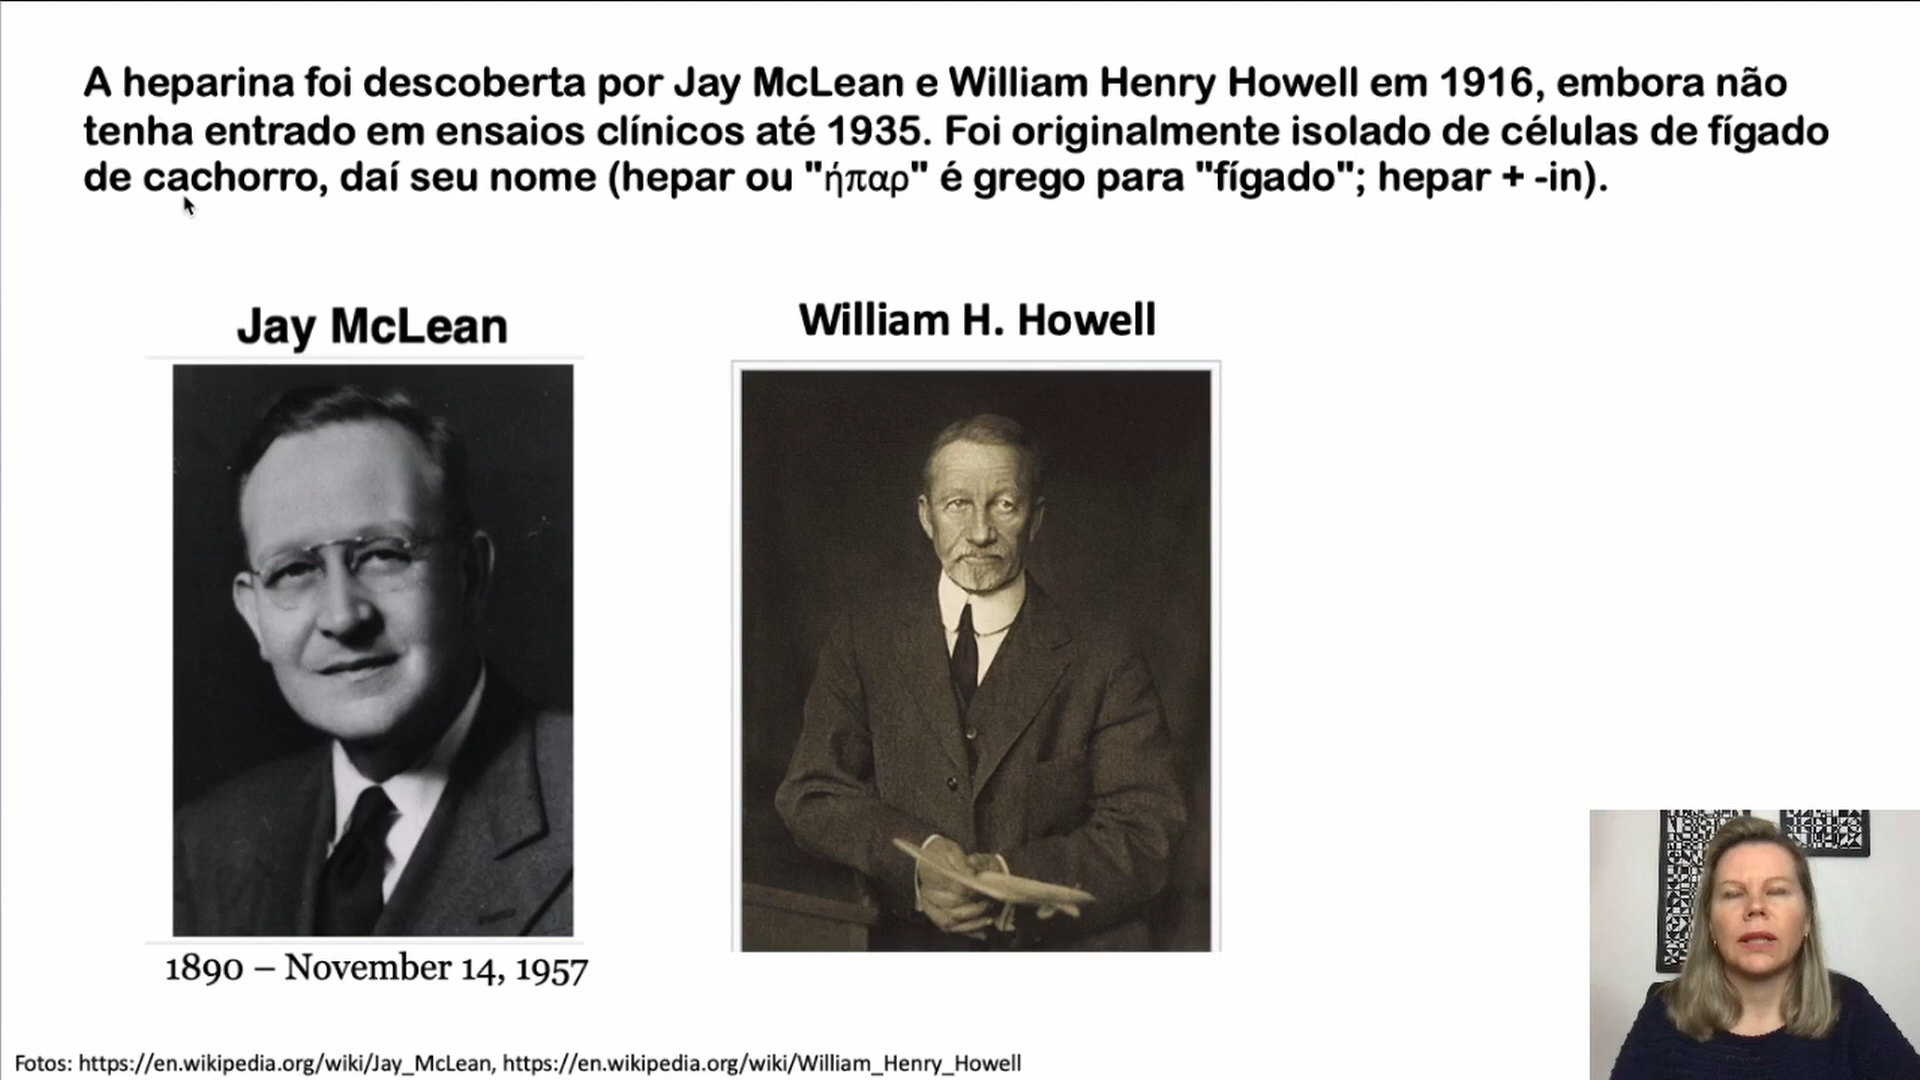 A heparina foi descoberta por Jay McLean e William Henry Howell em 1916, embora não
tenha entrado em ensaios clínicos até 1935. Foi originalmente isolado de células de fígado
de cachorro, daí seu nome (hepar ou "ήπαρ" é grego para "fígado"; hepar + -in).
Jay McLean
William H. Howell
1890 – November 14, 1957
Fotos: https://en.wikipedia.org/wiki/Jay_McLean, https://en.wikipedia.org/wiki/William_Henry_Howell